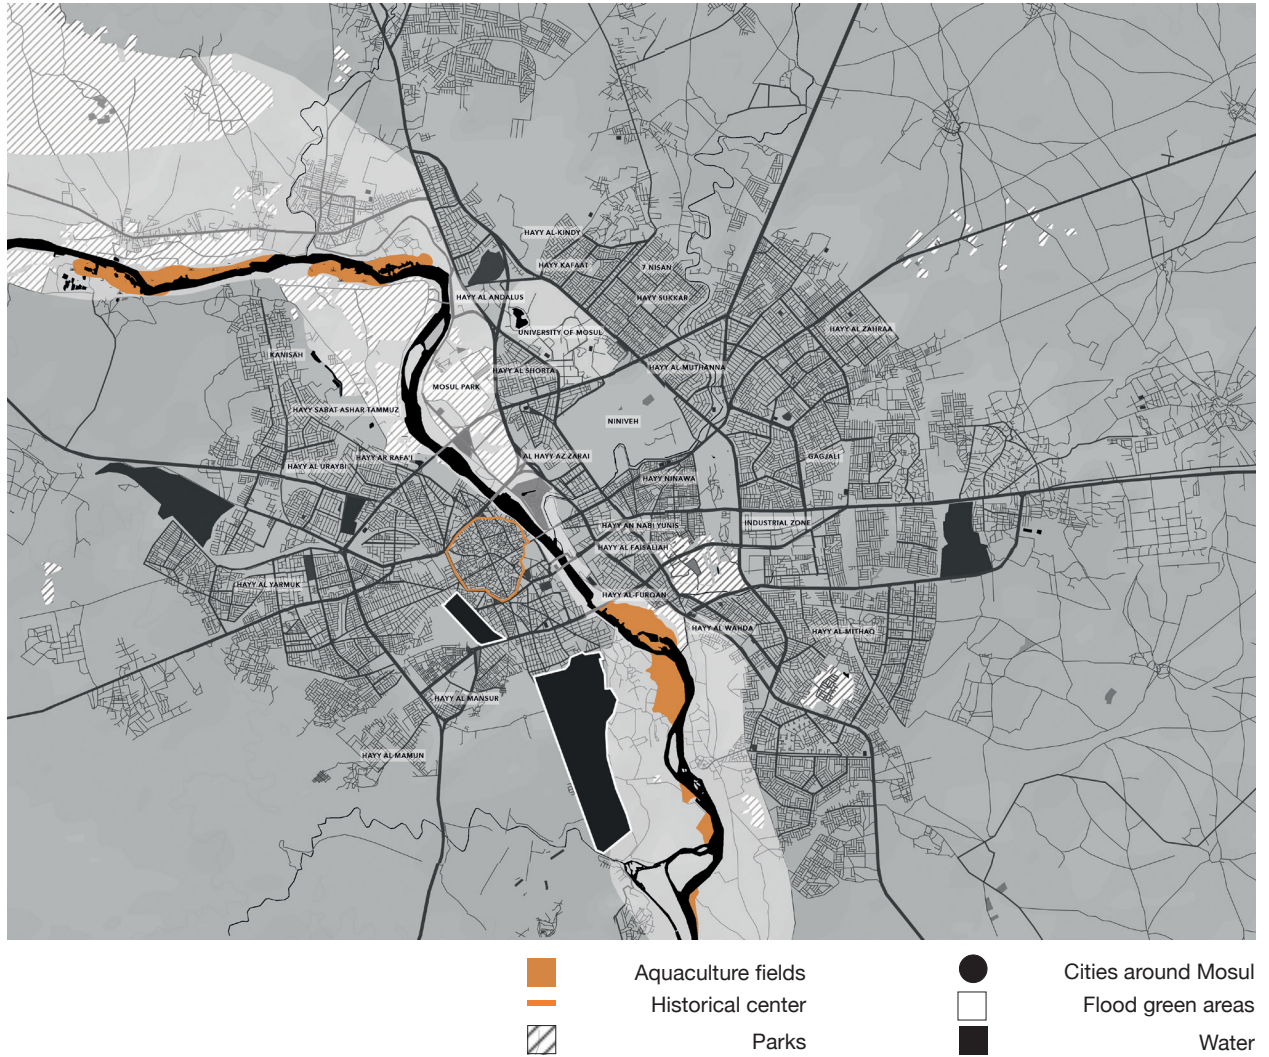 HAYY AL-KINDY
HAYY KAFAAT
7 NISAN
HAYY AL ANDALUS
HAYY SUKKAR
UNIVERSITY OF MOSUL
HAYY AL ZAHRAA
KANISAH
HAYY AL SHORTA
HAYY AL-MUTHANNA
MOSUL PARK
HAYY SABAT ASHAR TAMMUZ
NINIVEH
HAYY AR RAFA'I
AL HAYY AZ ZARAI
GAGJALI
HAYY AL URAYBI
HAYY NINAWA
HAYY AN NABI YUNIS
INDUSTRIAL ZONE
HAYY AL FAISALIAH
HAYY AL YARMUK
HAYY AL-FURQAN
HAYY AL WAHDA
HAYY AL-MITHAQ
HAYY AL MANSUR
HAYY AL MAMUN
Aquaculture fields
Historical center
Parks
Cities around Mosul
Flood green areas
Water